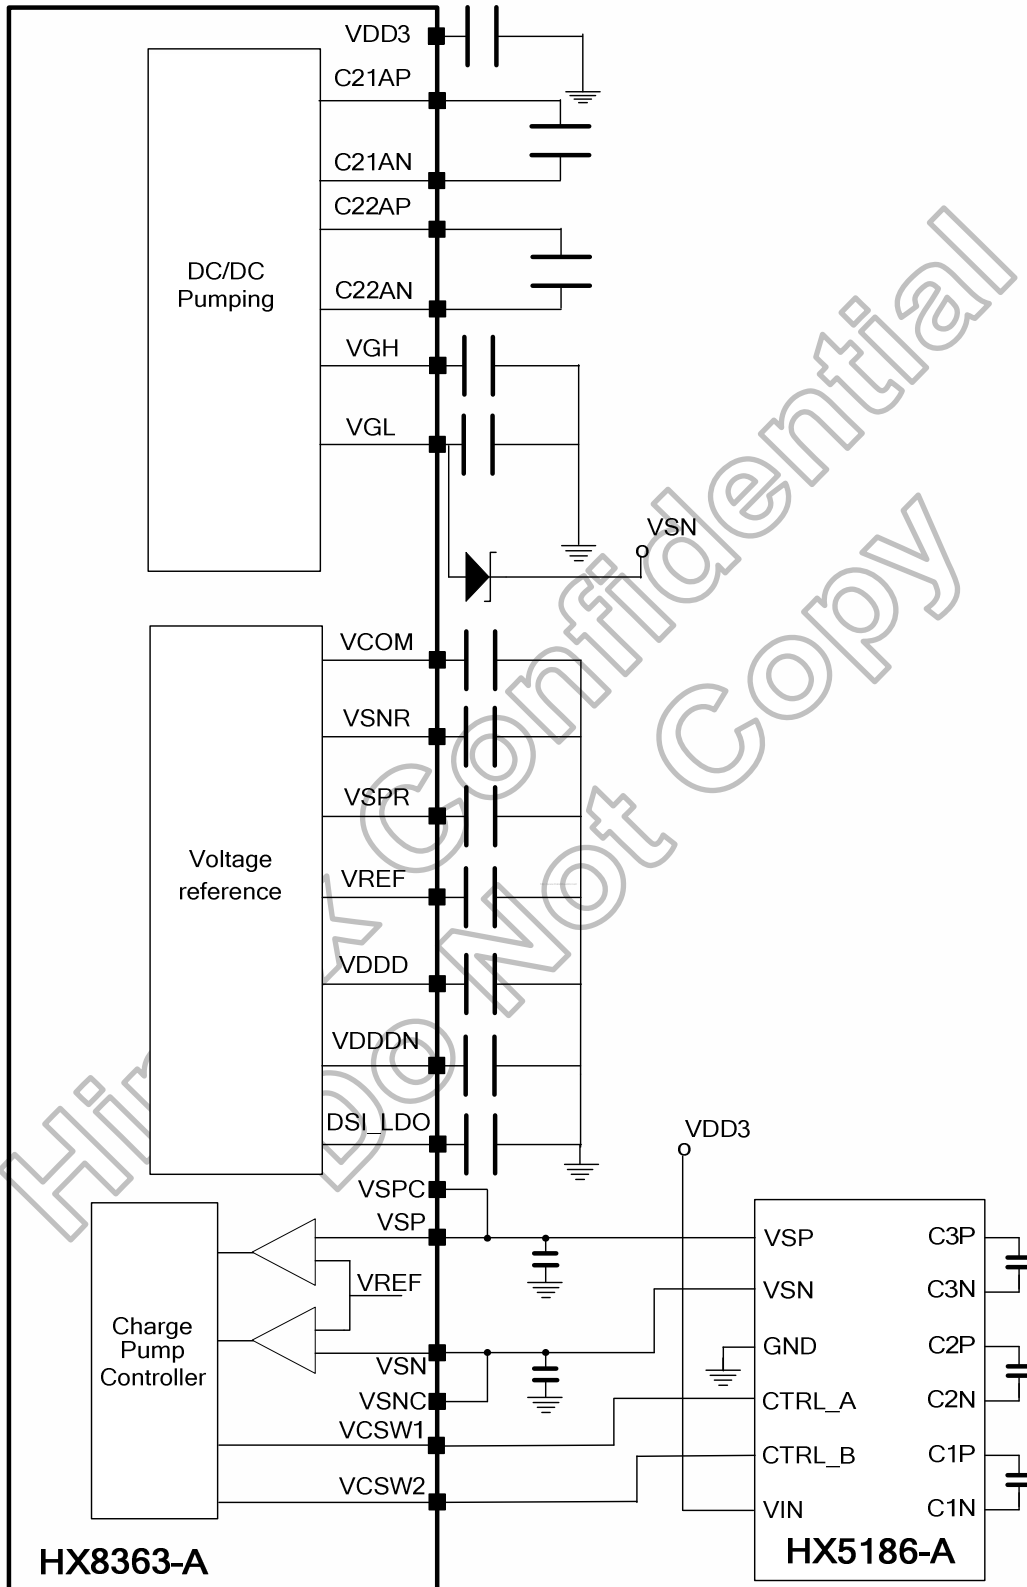 VDD3
C21AP
C21AN
C22AP
DC/DC
Pumping
C22AN
VGH
VGL
VSN
VCOM
VSNR
VSPR
Voltage
reference
VREF
VDDD
VDDDN
DSI_LDO
VSPC
VSP
VREF
Charge
Pump
Controller
VSN
VSNC
VCSW1
VCSW2
HX8363-A
VDD3
VSP
VSN
GND
CTRL_A
CTRL_B
VIN
C3P
C3N
C2P
C2N
C1P
C1N
HX5186-A
Confidential
Do Not Copy